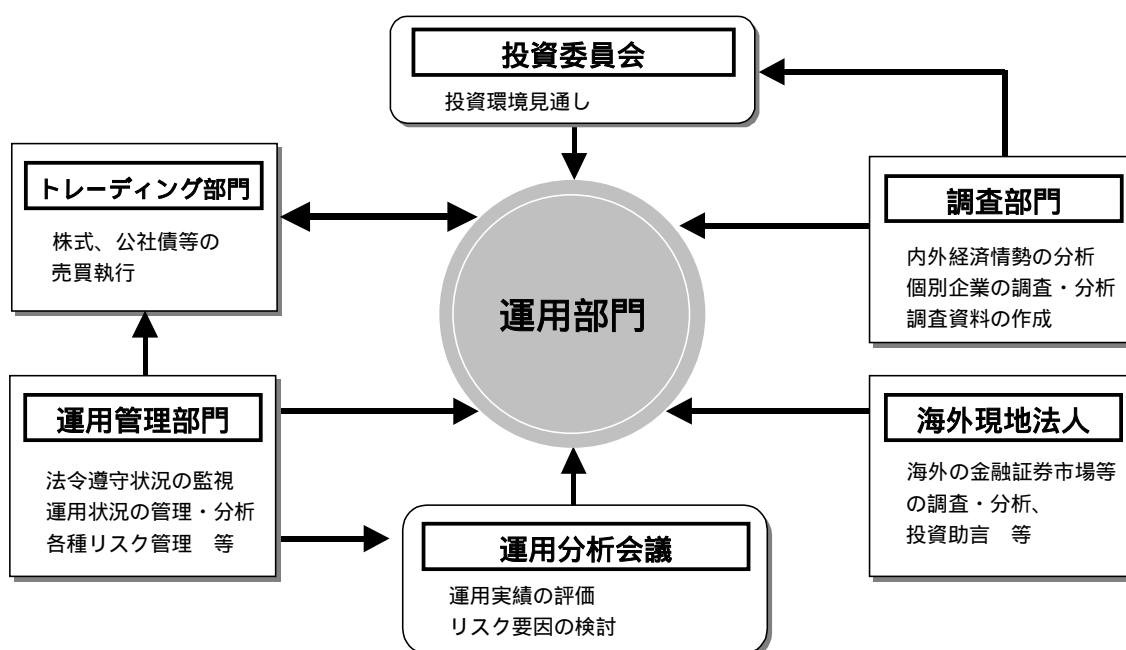 投資委員会
投資環境見通し
トレーディング部門
株式、公社債等の
売買執行
調査部門
内外経済情勢の分析
個別企業の調査・分析
調査資料の作成
運用部門
運用管理部門
法令遵守状況の監視
運用状況の管理・分析
各種リスク管理　等
海外現地法人
海外の金融証券市場等
の調査・分析、
投資助言　等
運用分析会議
運用実績の評価
リスク要因の検討